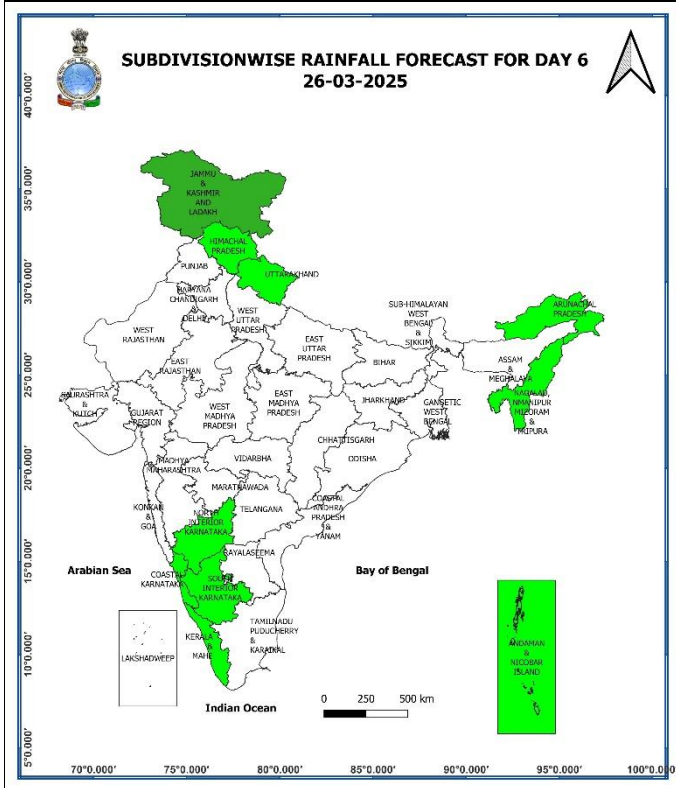 SUBDIVISIONWISE RAINFALL FORECAST FOR DAY 6
26-03-2025
40°0.000'
35°0.000'
30°0.000'
25°0.000'
20°0.000'
15°0.000'
10°0.000'
5°0.000'
JAMMU
&
KASHMIR
AND
LADAKH
HIMACHAL
PRADESH
PUNJAB
UTTARAKHAND
HARYANA
CHANDIGARH
&
DELHI
WEST
UTTAR
PRADESH
SUB-HIMALAYAN
WEST
BENGAL
&
SIKKIM
ARUNACHAL
PRADESH
WEST
RAJASTHAN
EAST
UTTAR
PRADESH
EAST
RAJASTHAN
BIHAR
ASSAM
&
MEGHALAYA
SAURASHTRA
&
KUTCH
GUJARAT
REGION
WEST
MADHYA
PRADESH
EAST
MADHYA
PRADESH
JHARKHAND
GANGETIC
WEST
BENGAL
NAGALAD,
NMANIPUR
MIZORAM
&
TRIPURA
CHHATTISGARH
MADHYA
MAHARASHTRA
VIDARBHA
ODISHA
MARATHAWADA
KONKAN
&
GOA
NORTH
INTERIOR
KARNATAKA
TELANGANA
COASTAL
ANDHRA
PRADESH
&
YANAM
RAYALASEEMA
Arabian Sea
Bay of Bengal
COASTAL
KARNATAKA
SOUTH
INTERIOR
KARNATAKA
TAMILNADU
PUDUCHERRY
&
KARAIKAL
KERALA
&
MAHE
LAKSHADWEEP
ANDAMAN
&
NICOBAR
ISLAND
Indian Ocean
0 250 500 km
70°0.000' 75°0.000' 80°0.000' 85°0.000' 90°0.000' 95°0.000' 100°0.000'